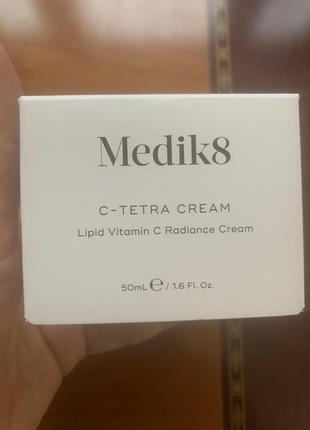 Medik8
C-TETRA CREAM
Lipid Vitamin C Radiance Cream
50mL ℮ / 1.6 Fl. Oz.